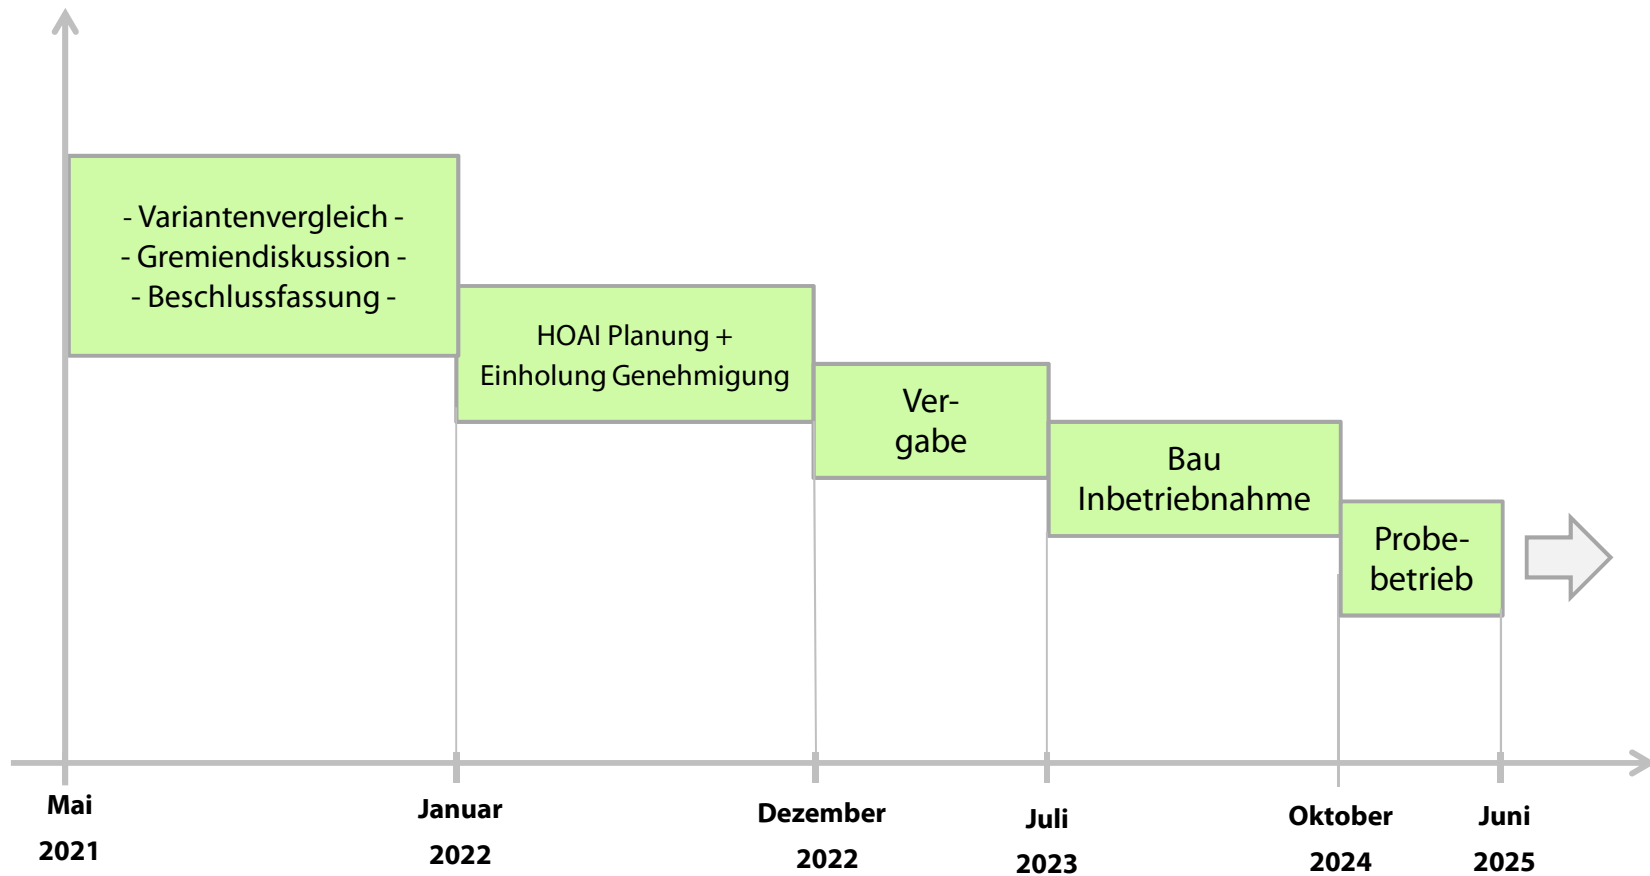 - Variantenvergleich -
- Gremiendiskussion -
- Beschlussfassung -
HOAI Planung +
Einholung Genehmigung
Ver-
gabe
Bau
Inbetriebnahme
Probe-
betrieb
Mai
2021
Januar
2022
Dezember
2022
Juli
2023
Oktober
2024
Juni
2025